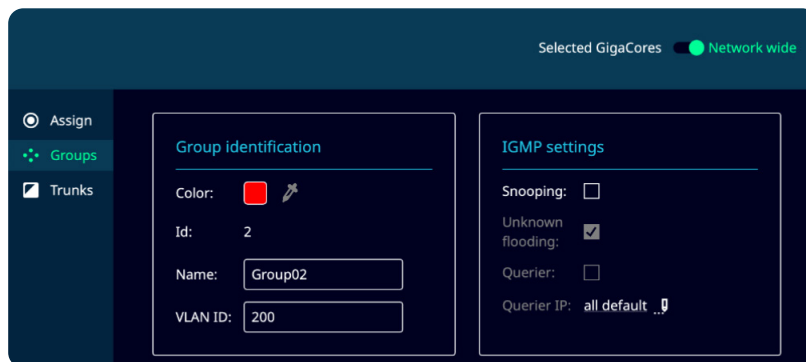 Selected GigaCores Network wide
Assign
Groups
Trunks
Group identification
Color:
Id: 2
Name: Group02
VLAN ID: 200
IGMP settings
Snooping:
Unknown
flooding:
Querier:
Querier IP: all default